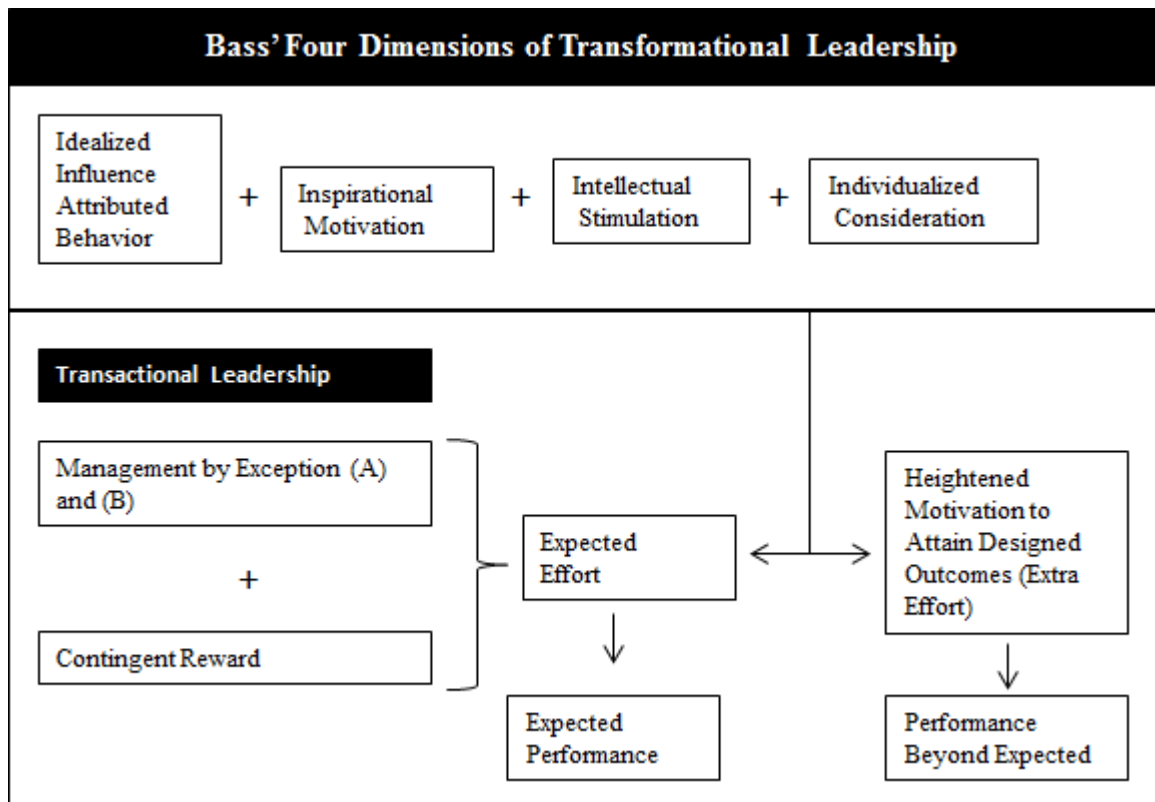 Bass’ Four Dimensions of Transformational Leadership
Idealized
Influence
Attributed
Behavior
+
Inspirational
Motivation
+
Intellectual
Stimulation
+
Individualized
Consideration
Transactional Leadership
Management by Exception (A)
and (B)
+
Contingent Reward
Expected
Effort
Heightened
Motivation to
Attain Designed
Outcomes (Extra
Effort)
Expected
Performance
Performance
Beyond Expected